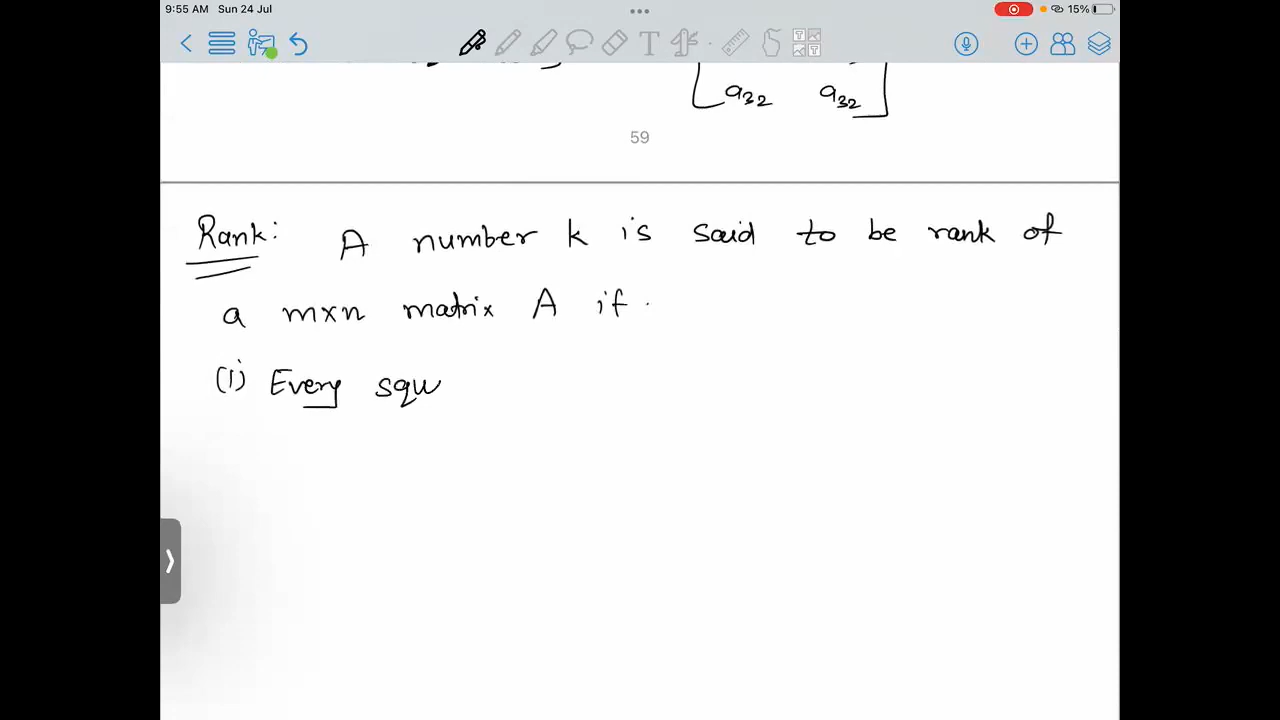 9:55 AM Sun 24 Jul
15%
T
a32 a32
59
Rank: A number k is said to be rank of
a m×n matrix A if
(i) Every squ